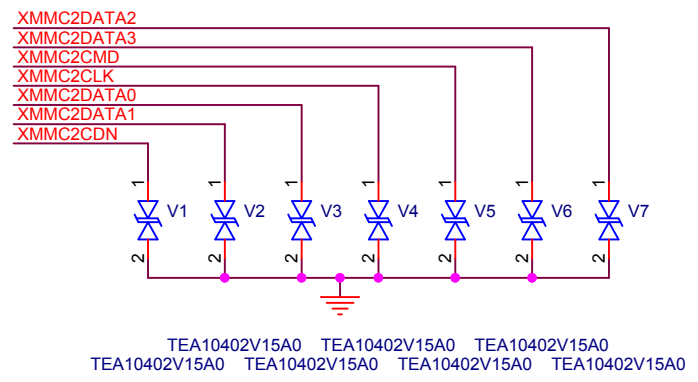 XMMC2DATA2
XMMC2DATA3
XMMC2CMD
XMMC2CLK
XMMC2DATA0
XMMC2DATA1
XMMC2CDN
1 1 1 1 1 1 1
V1 V2 V3 V4 V5 V6 V7
2 2 2 2 2 2 2
TEA10402V15A0 TEA10402V15A0 TEA10402V15A0
TEA10402V15A0 TEA10402V15A0 TEA10402V15A0 TEA10402V15A0